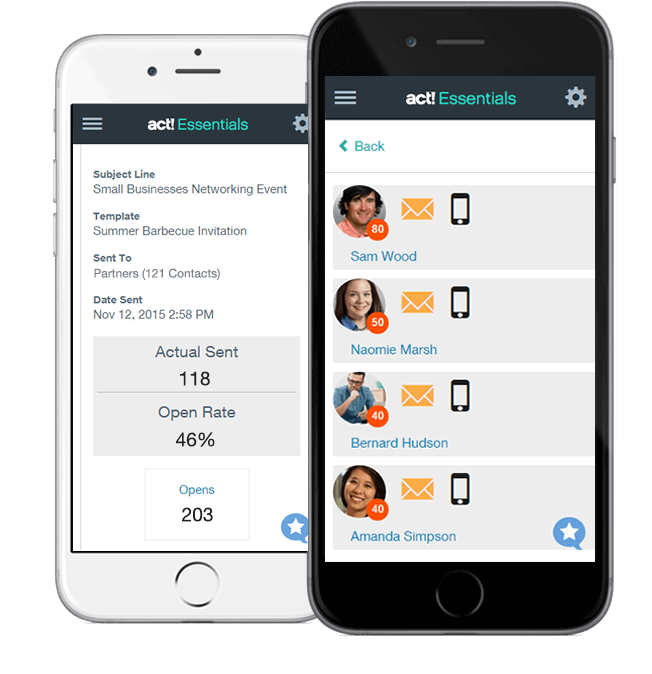 act! Essentials
Subject Line
Small Businesses Networking Event
Template
Summer Barbecue Invitation
Sent To
Partners (121 Contacts)
Date Sent
Nov 12, 2015 2:58 PM
Actual Sent
118
Open Rate
46%
Opens
203
act! Essentials
Back
80
Sam Wood
50
Naomie Marsh
40
Bernard Hudson
40
Amanda Simpson